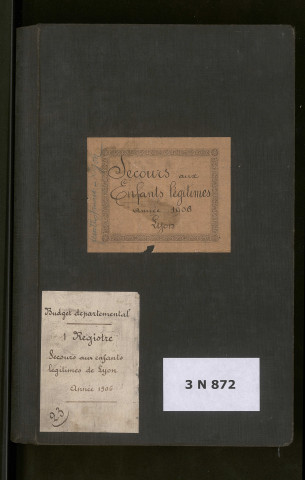 Secours aux
Enfants légitimes
Année 1906
Lyon
Budget départemental
1 Registre
Secours aux enfants
légitimes de Lyon
Année 1906
23
3 N 872